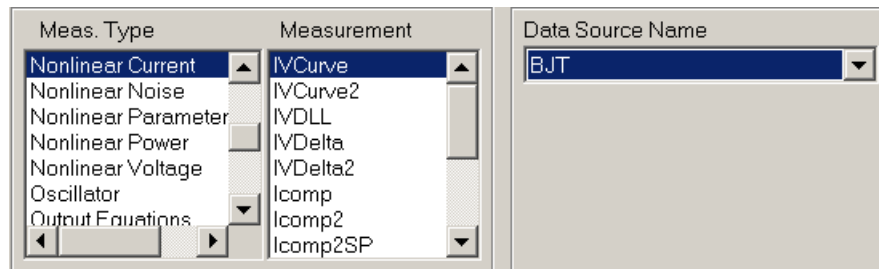 Meas. Type
Nonlinear Current
Nonlinear Noise
Nonlinear Parameter
Nonlinear Power
Nonlinear Voltage
Oscillator
Output Equations
Measurement
IVCurve
IVCurve2
IVDLL
IVDelta
IVDelta2
Icomp
Icomp2
Icomp2SP
Data Source Name
BJT